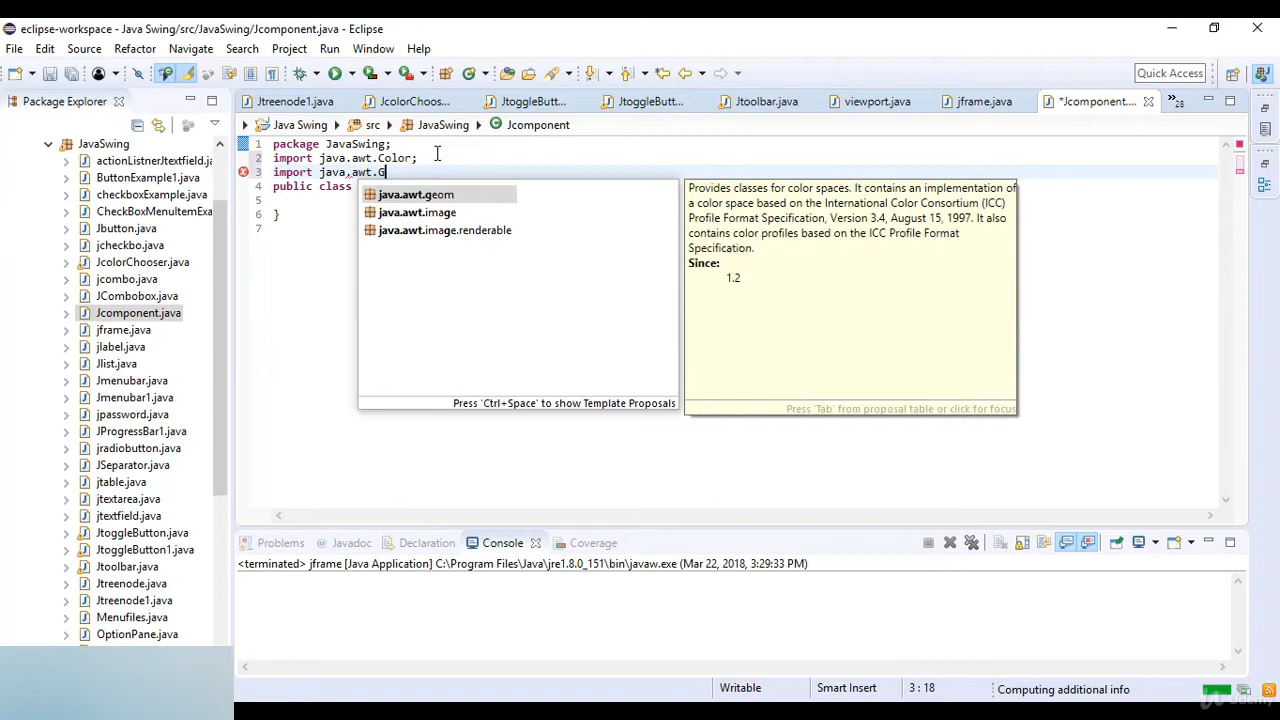 eclipse-workspace - Java Swing/src/JavaSwing/Jcomponent.java - Eclipse
File Edit Source Refactor Navigate Search Project Run Window Help
Quick Access
Package Explorer
Jtreenode1.java JcolorChoos... JtoggleButt... JtoggleButt... Jtoolbar.java viewport.java jframe.java *Jcomponent.... »28
Java Swing src JavaSwing Jcomponent
JavaSwing
actionListnerJtextfield.ja
ButtonExample1.java
checkboxExample.java
CheckBoxMenuItemExa
Jbutton.java
jcheckbo.java
JcolorChooser.java
jcombo.java
JCombobox.java
Jcomponent.java
jframe.java
jlabel.java
Jlist.java
Jmenubar.java
Jmenubar1.java
jpassword.java
JProgressBar1.java
jradiobutton.java
JSeparator.java
jtable.java
jtextarea.java
jtextfield.java
JtoggleButton.java
JtoggleButton1.java
Jtoolbar.java
Jtreenode.java
Jtreenode1.java
Menufiles.java
OptionPane.java
1 package JavaSwing;
2 import java.awt.Color;
3 import java.awt.G
4 public class
5
6 }
7
java.awt.geom
java.awt.image
java.awt.image.renderable
Press 'Ctrl+Space' to show Template Proposals
Provides classes for color spaces. It contains an implementation of
a color space based on the International Color Consortium (ICC)
Profile Format Specification, Version 3.4, August 15, 1997. It also
contains color profiles based on the ICC Profile Format
Specification.
Since:
1.2
Press 'Tab' from proposal table or click for focus
Problems Javadoc Declaration Console Coverage
<terminated> jframe [Java Application] C:\Program Files\Java\jre1.8.0_151\bin\javaw.exe (Mar 22, 2018, 3:29:33 PM)
Writable Smart Insert 3 : 18 Computing additional info
Udemy